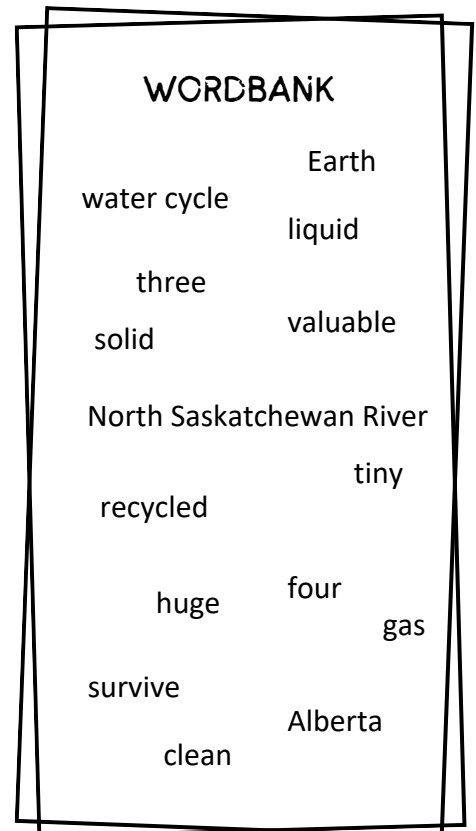 WORDBANK
Earth
water cycle
liquid
three
valuable
solid
North Saskatchewan River
tiny
recycled
four
huge
gas
survive
Alberta
clean